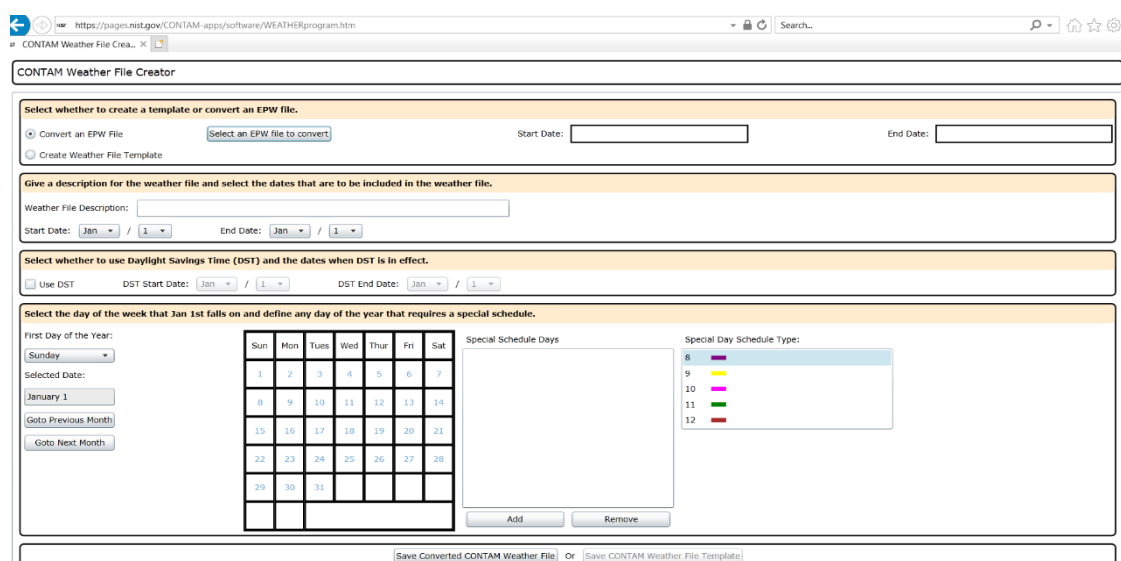 NIST https://pages.nist.gov/CONTAM-apps/software/WEATHERprogram.htm Search...
CONTAM Weather File Crea...
CONTAM Weather File Creator
Select whether to create a template or convert an EPW file.
Convert an EPW File Select an EPW file to convert Start Date: End Date:
Create Weather File Template
Give a description for the weather file and select the dates that are to be included in the weather file.
Weather File Description:
Start Date: Jan / 1 End Date: Jan / 1
Select whether to use Daylight Savings Time (DST) and the dates when DST is in effect.
Use DST DST Start Date: Jan / 1 DST End Date: Jan / 1
Select the day of the week that Jan 1st falls on and define any day of the year that requires a special schedule.
First Day of the Year:
Sunday
Selected Date:
January 1
Goto Previous Month
Goto Next Month
Sun Mon Tues Wed Thur Fri Sat
1 2 3 4 5 6 7
8 9 10 11 12 13 14
15 16 17 18 19 20 21
22 23 24 25 26 27 28
29 30 31
Special Schedule Days
Add Remove
Special Day Schedule Type:
8
9
10
11
12
Save Converted CONTAM Weather File Or Save CONTAM Weather File Template